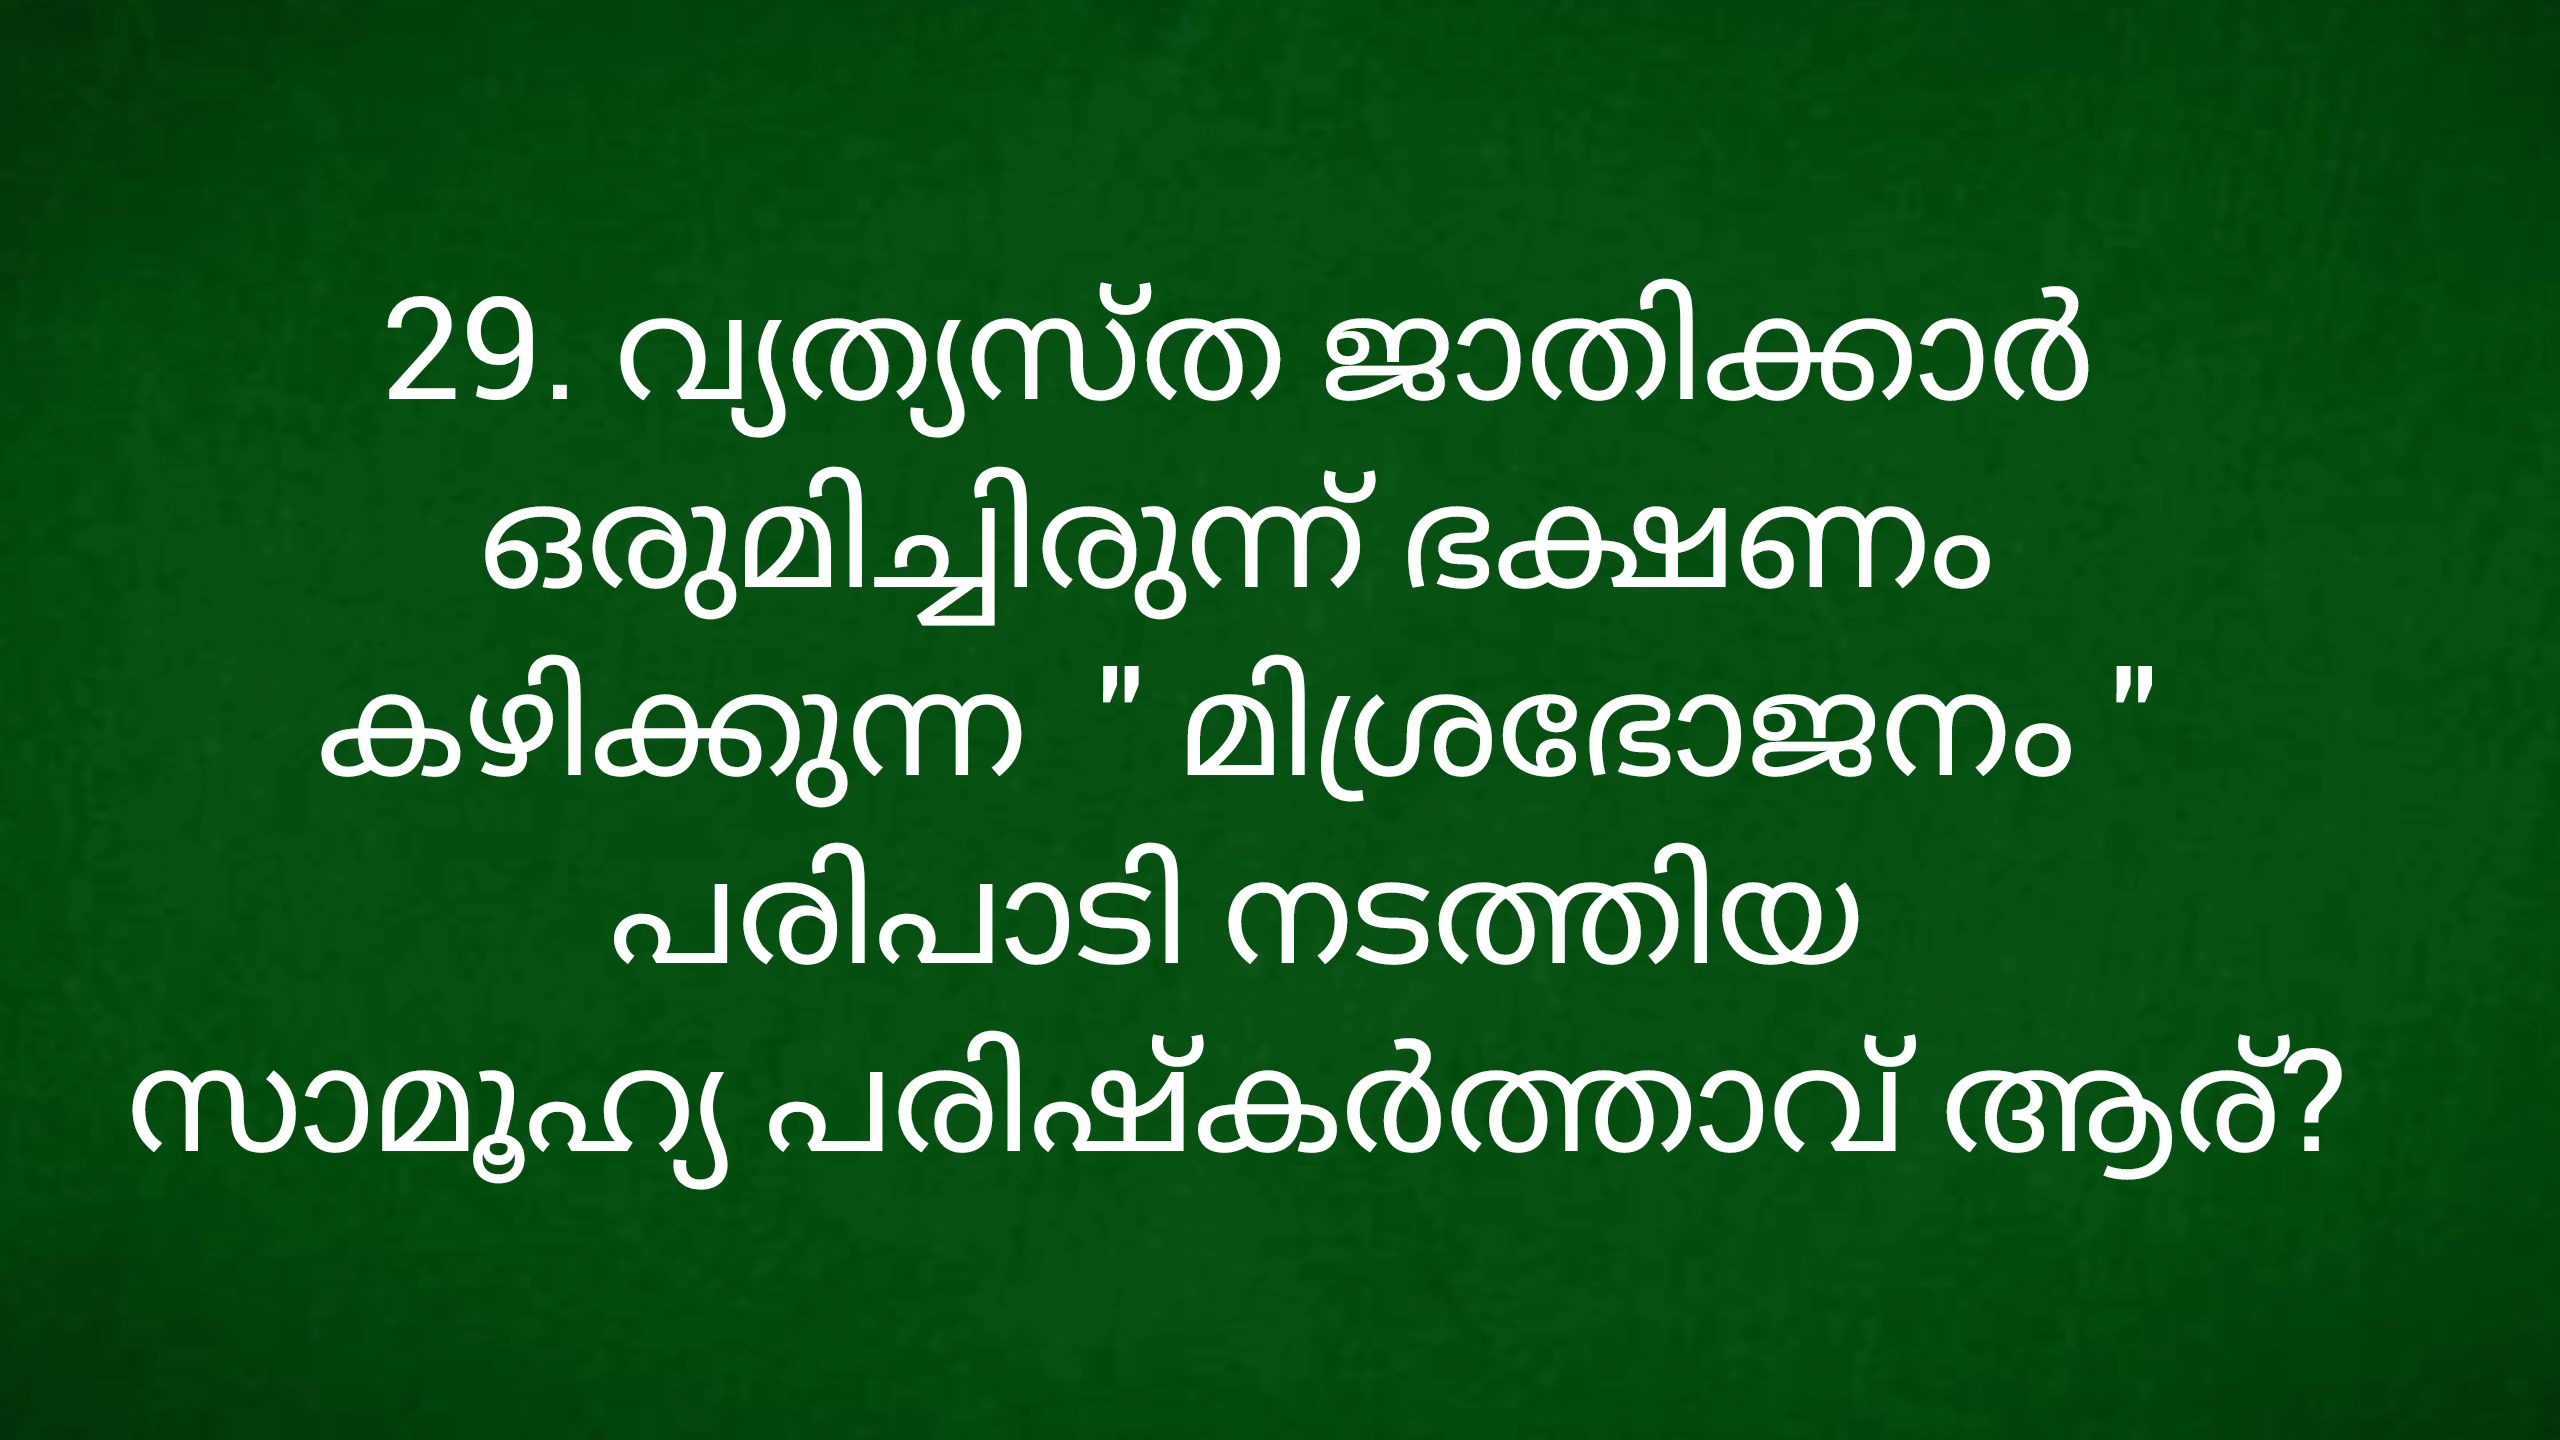 29. വ്യത്യസ്ത ജാതിക്കാർ
ഒരുമിച്ചിരുന്ന് ഭക്ഷണം
കഴിക്കുന്ന " മിശ്രഭോജനം "
പരിപാടി നടത്തിയ
സാമൂഹ്യ പരിഷ്കർത്താവ് ആര്?